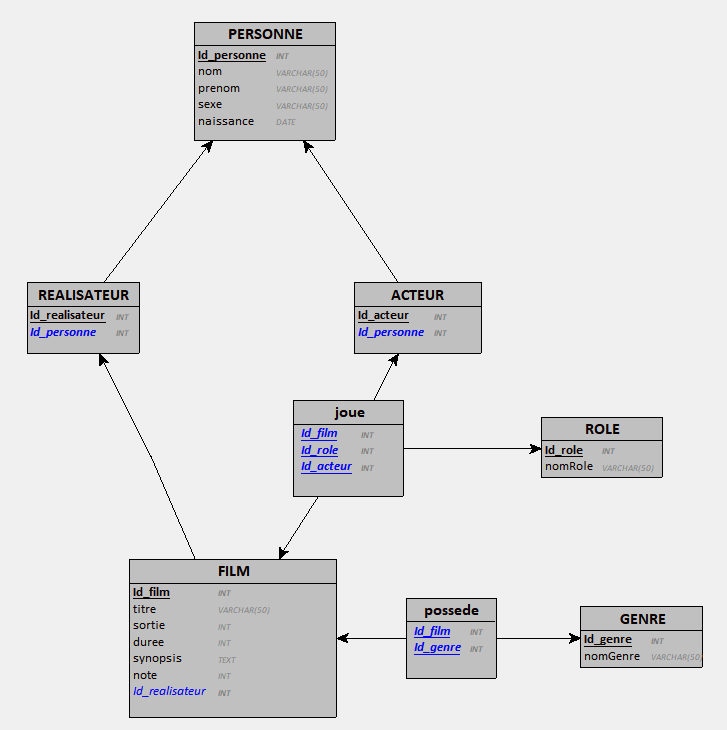 PERSONNE
Id_personne INT
nom VARCHAR(50)
prenom VARCHAR(50)
sexe VARCHAR(50)
naissance DATE
REALISATEUR
Id_realisateur INT
Id_personne INT
ACTEUR
Id_acteur INT
Id_personne INT
joue
Id_film INT
Id_role INT
Id_acteur INT
ROLE
Id_role INT
nomRole VARCHAR(50)
FILM
Id_film INT
titre VARCHAR(50)
sortie INT
duree INT
synopsis TEXT
note INT
Id_realisateur INT
possede
Id_film INT
Id_genre INT
GENRE
Id_genre INT
nomGenre VARCHAR(50)